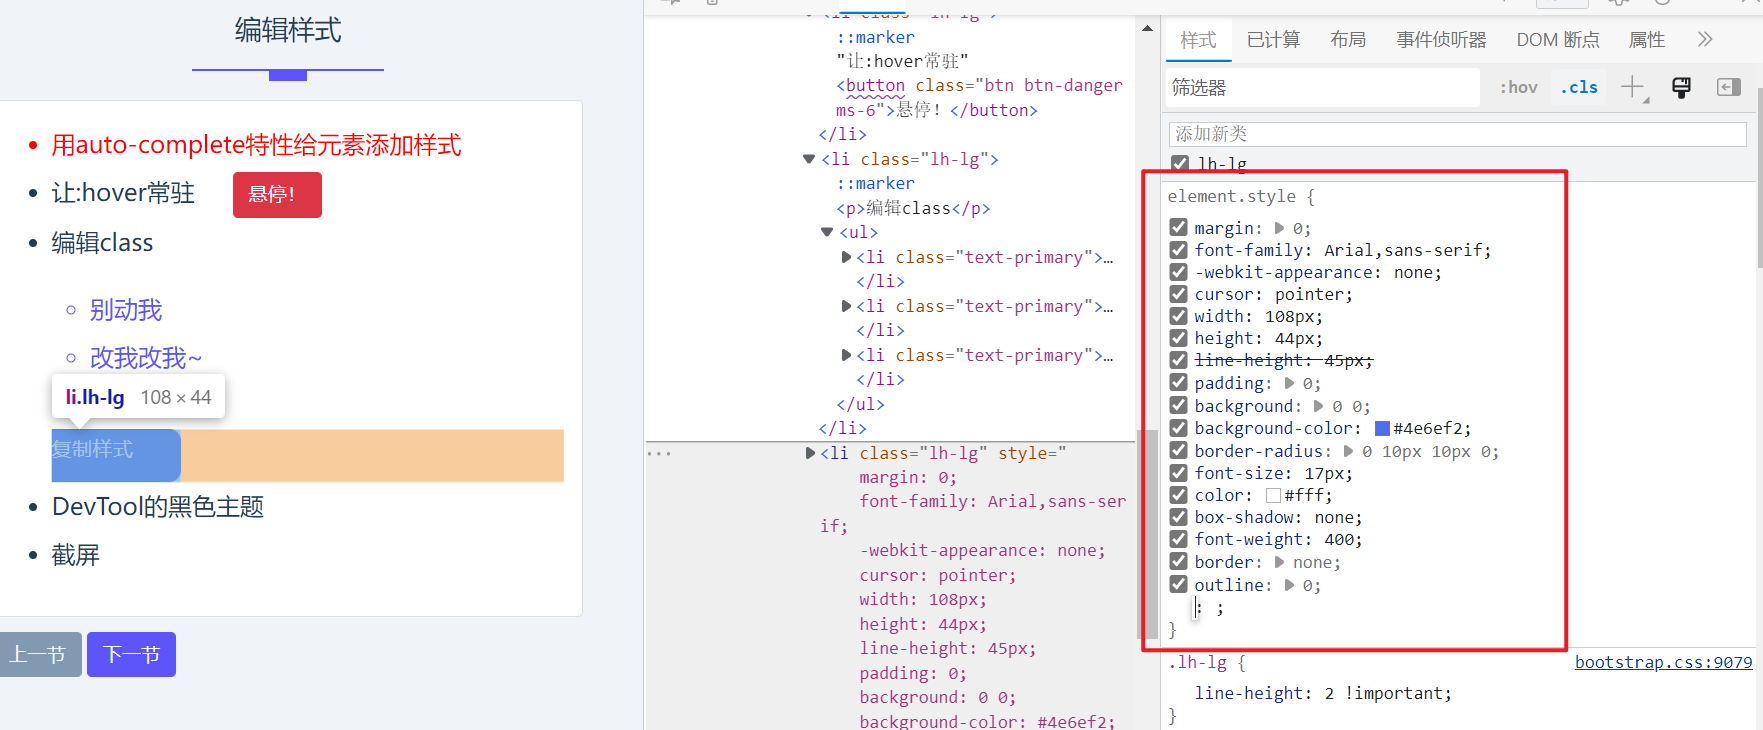 编辑样式
用auto-complete特性给元素添加样式
让:hover常驻
悬停!
编辑class
别动我
改我改我~
li.lh-lg 108 × 44
复制样式
DevTool的黑色主题
截屏
上一节
下一节
::marker
"让:hover常驻"
<button class="btn btn-danger
ms-6">悬停! </button>
</li>
<li class="lh-lg">
::marker
<p>编辑class</p>
<ul>
<li class="text-primary">…
</li>
<li class="text-primary">…
</li>
<li class="text-primary">…
</li>
</ul>
</li>
<li class="lh-lg" style="
margin: 0;
font-family: Arial,sans-ser
if;
-webkit-appearance: none;
cursor: pointer;
width: 108px;
height: 44px;
line-height: 45px;
padding: 0;
background: 0 0;
background-color: #4e6ef2;
样式 已计算 布局 事件侦听器 DOM 断点 属性
筛选器 :hov .cls
添加新类
lh-lg
element.style {
margin: 0;
font-family: Arial,sans-serif;
-webkit-appearance: none;
cursor: pointer;
width: 108px;
height: 44px;
line-height: 45px;
padding: 0;
background: 0 0;
background-color: #4e6ef2;
border-radius: 0 10px 10px 0;
font-size: 17px;
color: #fff;
box-shadow: none;
font-weight: 400;
border: none;
outline: 0;
: ;
}
.lh-lg {
bootstrap.css:9079
line-height: 2 !important;
}